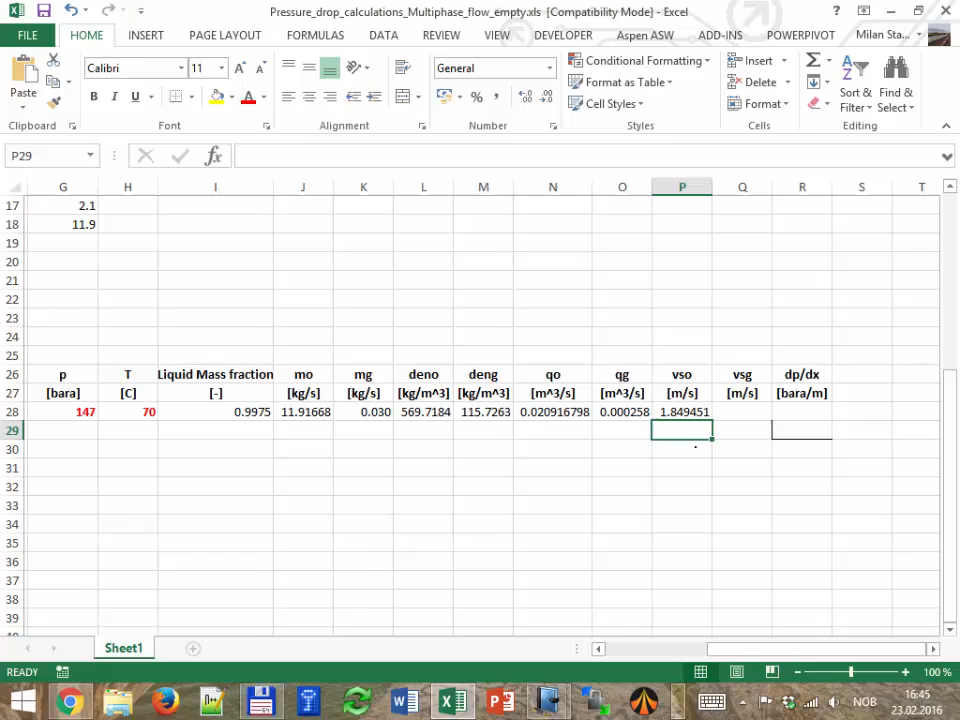 Pressure_drop_calculations_Multiphase_flow_empty.xls [Compatibility Mode] - Excel
FILE HOME INSERT PAGE LAYOUT FORMULAS DATA REVIEW VIEW DEVELOPER Aspen ASW ADD-INS POWERPIVOT Milan Sta...
Calibri 11 General Conditional Formatting Insert
Format as Table Delete
Paste B I U A % Cell Styles Format Sort & Filter Find & Select
Clipboard Font Alignment Number Styles Cells Editing
P29 fx
G H I J K L M N O P Q R S T
17 2.1
18 11.9
19
20
21
22
23
24
25
26 p T Liquid Mass fraction mo mg deno deng qo qg vso vsg dp/dx
27 [bara] [C] [-] [kg/s] [kg/s] [kg/m^3] [kg/m^3] [m^3/s] [m^3/s] [m/s] [m/s] [bara/m]
28 147 70 0.9975 11.91668 0.030 569.7184 115.7263 0.020916798 0.000258 1.849451
29
30
31
32
33
34
35
36
37
38
39
Sheet1
READY 100 %
NOB 16:45
23.02.2016